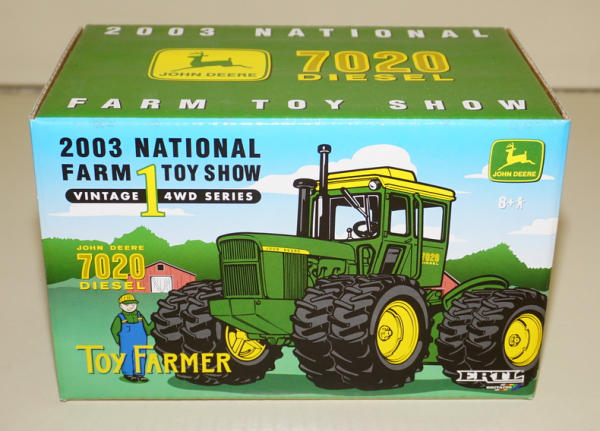 2003 NATIONAL
JOHN DEERE
7020
DIESEL
FARM TOY SHOW
2003 NATIONAL
FARM TOY SHOW
1
VINTAGE 4WD SERIES
8+
JOHN DEERE
7020
DIESEL
JOHN DEERE
7020
TOY FARMER
ERTL